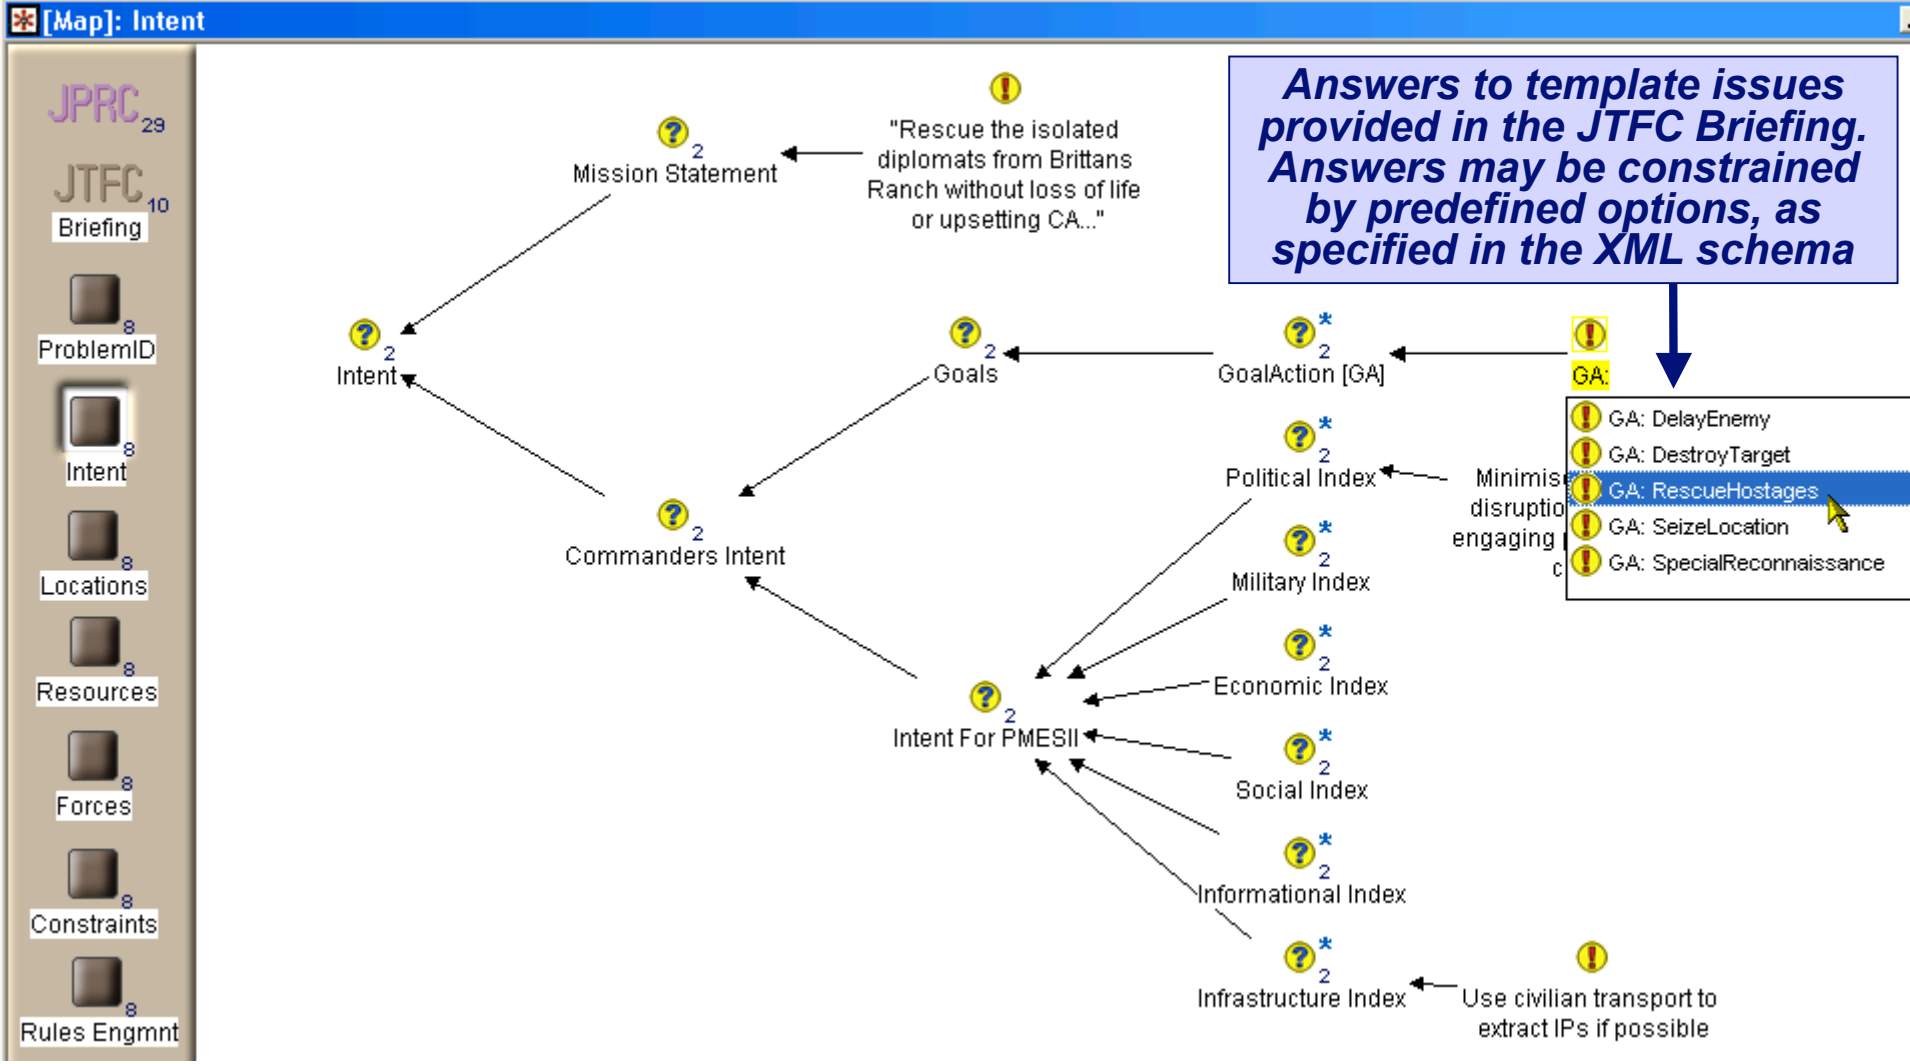 [Map]: Intent
JPRC
29
JTFC
10
Briefing
8
ProblemID
8
Intent
8
Locations
8
Resources
8
Forces
8
Constraints
8
Rules Engmnt
?
2
Mission Statement
!
"Rescue the isolated
diplomats from Brittans
Ranch without loss of life
or upsetting CA..."
Answers to template issues
provided in the JTFC Briefing.
Answers may be constrained
by predefined options, as
specified in the XML schema
?
2
Intent
?
2
Goals
? *
2
GoalAction [GA]
!
GA:
! GA: DelayEnemy
! GA: DestroyTarget
! GA: RescueHostages
! GA: SeizeLocation
! GA: SpecialReconnaissance
? *
2
Political Index
engaging
?
2
Commanders Intent
? *
2
Military Index
? *
2
Economic Index
?
2
Intent For PMESII
? *
2
Social Index
? *
2
Informational Index
? *
2
Infrastructure Index
!
Use civilian transport to
extract IPs if possible